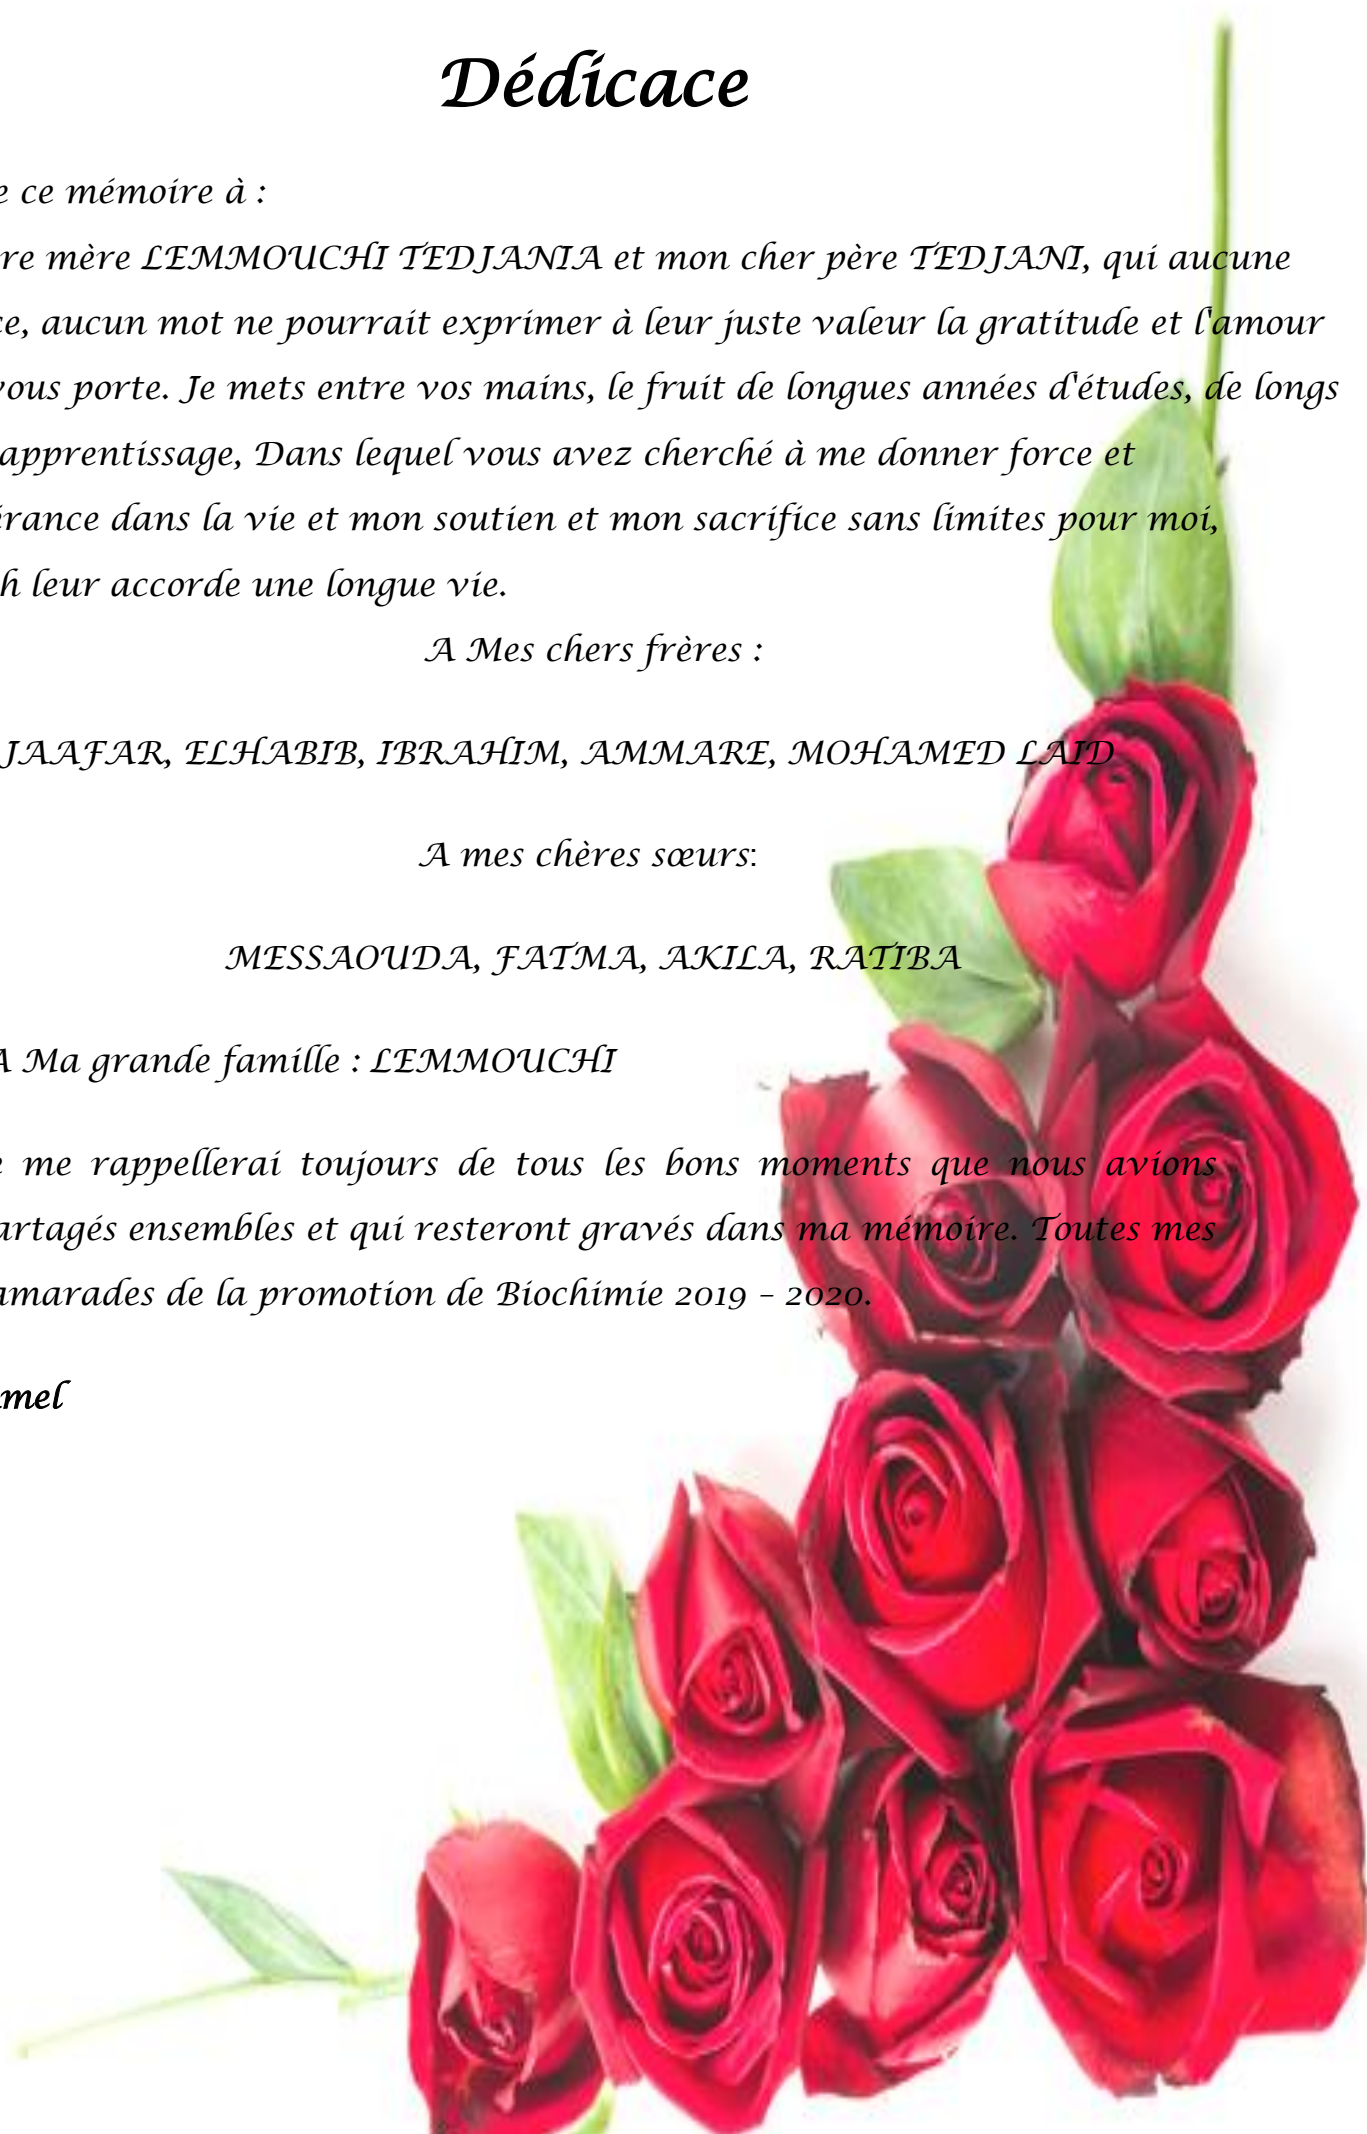 Dédicace
e ce mémoire à :
re mère LEMMOUCHI TEDJANIA et mon cher père TEDJANI, qui aucune
ce, aucun mot ne pourrait exprimer à leur juste valeur la gratitude et l'amour
vous porte. Je mets entre vos mains, le fruit de longues années d'études, de longs
apprentissage, Dans lequel vous avez cherché à me donner force et
érance dans la vie et mon soutien et mon sacrifice sans limites pour moi,
h leur accorde une longue vie.
A Mes chers frères :
JAAFAR, ELHABIB, IBRAHIM, AMMARE, MOHAMED LAID
A mes chères sœurs:
MESSAOUDA, FATMA, AKILA, RATIBA
A Ma grande famille : LEMMOUCHI
e me rappellerai toujours de tous les bons moments que nous avions
artagés ensembles et qui resteront gravés dans ma mémoire. Toutes mes
amarades de la promotion de Biochimie 2019 – 2020.
mel